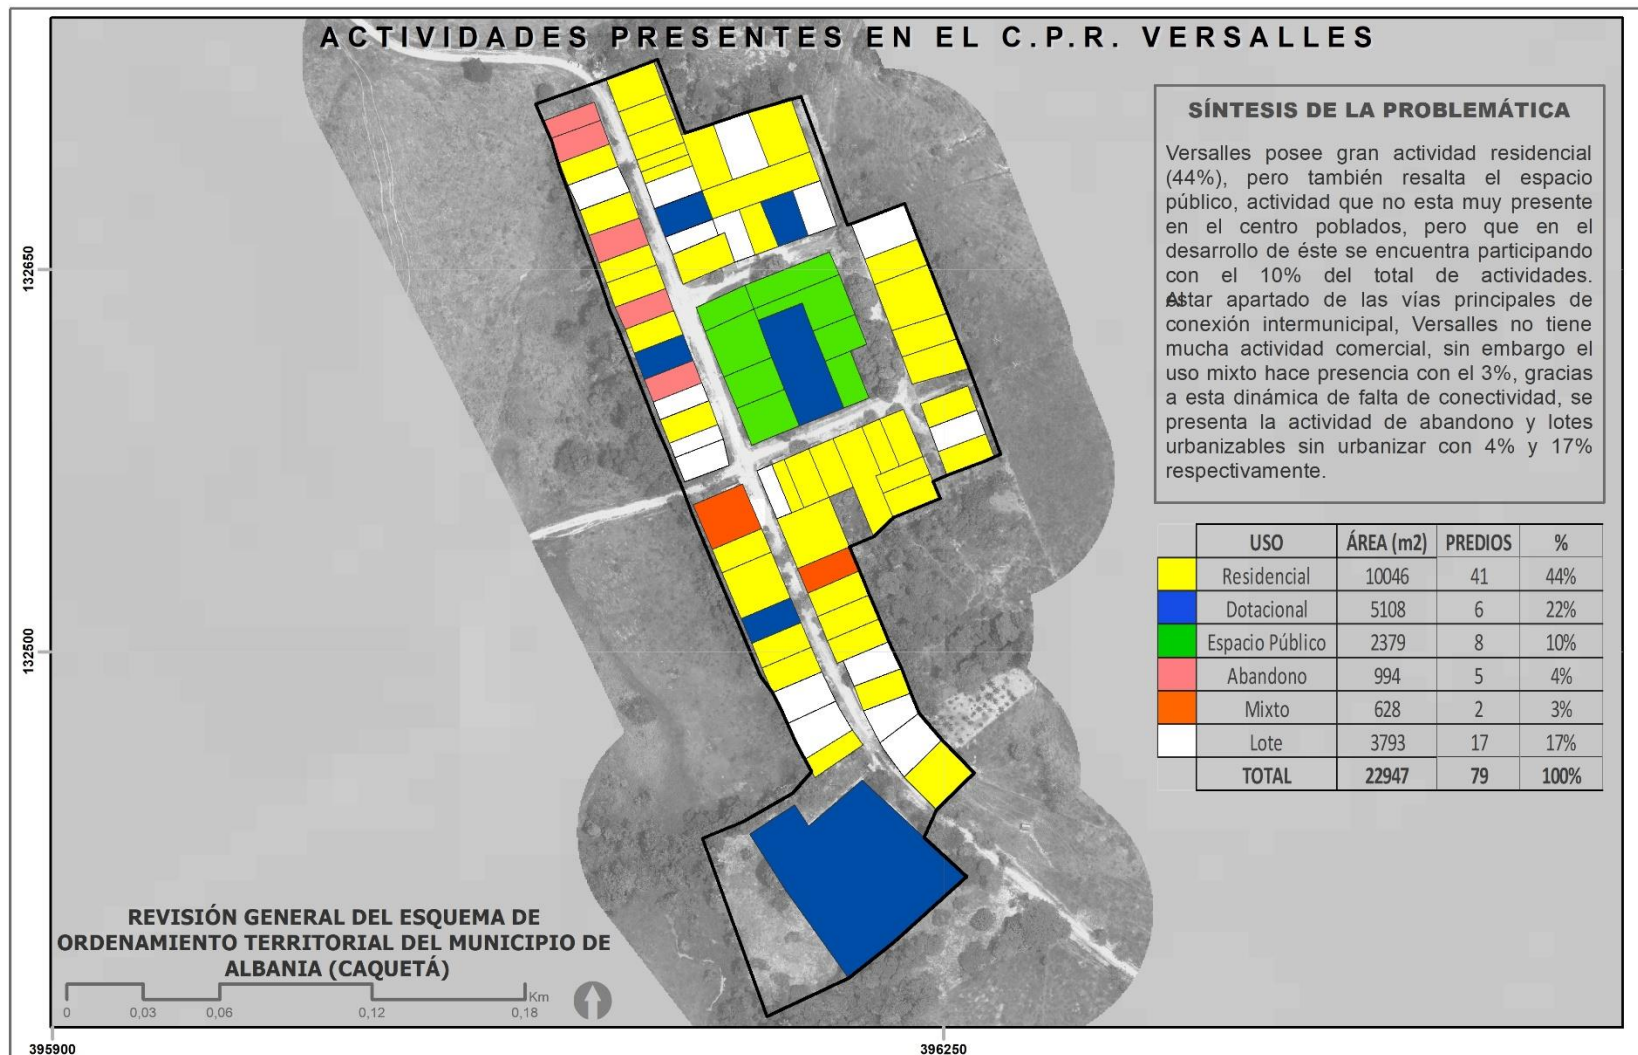 ACTIVIDADES PRESENTES EN EL C.P.R. VERSALLES
SÍNTESIS DE LA PROBLEMÁTICA
Versalles posee gran actividad residencial
(44%), pero también resalta el espacio
público, actividad que no esta muy presente
en el centro poblados, pero que en el
desarrollo de éste se encuentra participando
con el 10% del total de actividades.
estar apartado de las vías principales de
conexión intermunicipal, Versalles no tiene
mucha actividad comercial, sin embargo el
uso mixto hace presencia con el 3%, gracias
a esta dinámica de falta de conectividad, se
presenta la actividad de abandono y lotes
urbanizables sin urbanizar con 4% y 17%
respectivamente.
USO ÁREA (m2) PREDIOS %
Residencial 10046 41 44%
Dotacional 5108 6 22%
Espacio Público 2379 8 10%
Abandono 994 5 4%
Mixto 628 2 3%
Lote 3793 17 17%
TOTAL 22947 79 100%
132650
132500
REVISIÓN GENERAL DEL ESQUEMA DE
ORDENAMIENTO TERRITORIAL DEL MUNICIPIO DE
ALBANIA (CAQUETÁ)
Km
0 0,03 0,06 0,12 0,18
395900 396250